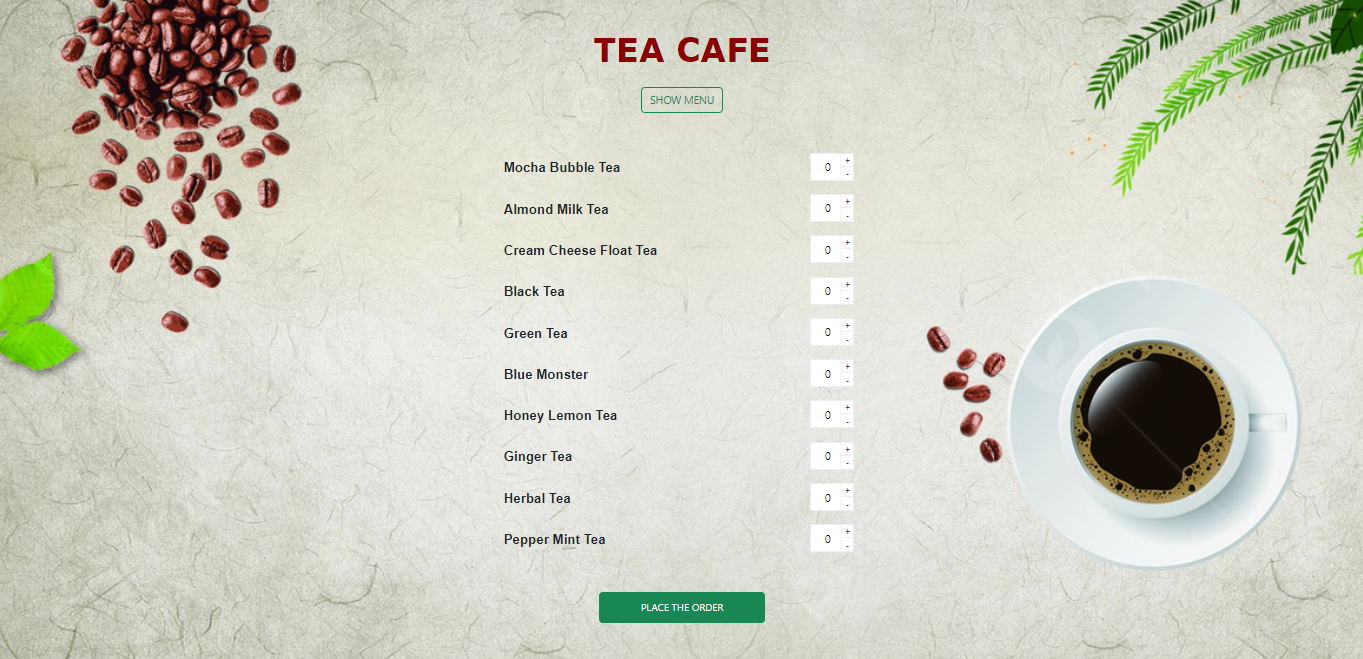 TEA CAFE
SHOW MENU
Mocha Bubble Tea 0 + -
Almond Milk Tea 0 + -
Cream Cheese Float Tea 0 + -
Black Tea 0 + -
Green Tea 0 + -
Blue Monster 0 + -
Honey Lemon Tea 0 + -
Ginger Tea 0 + -
Herbal Tea 0 + -
Pepper Mint Tea 0 + -
PLACE THE ORDER